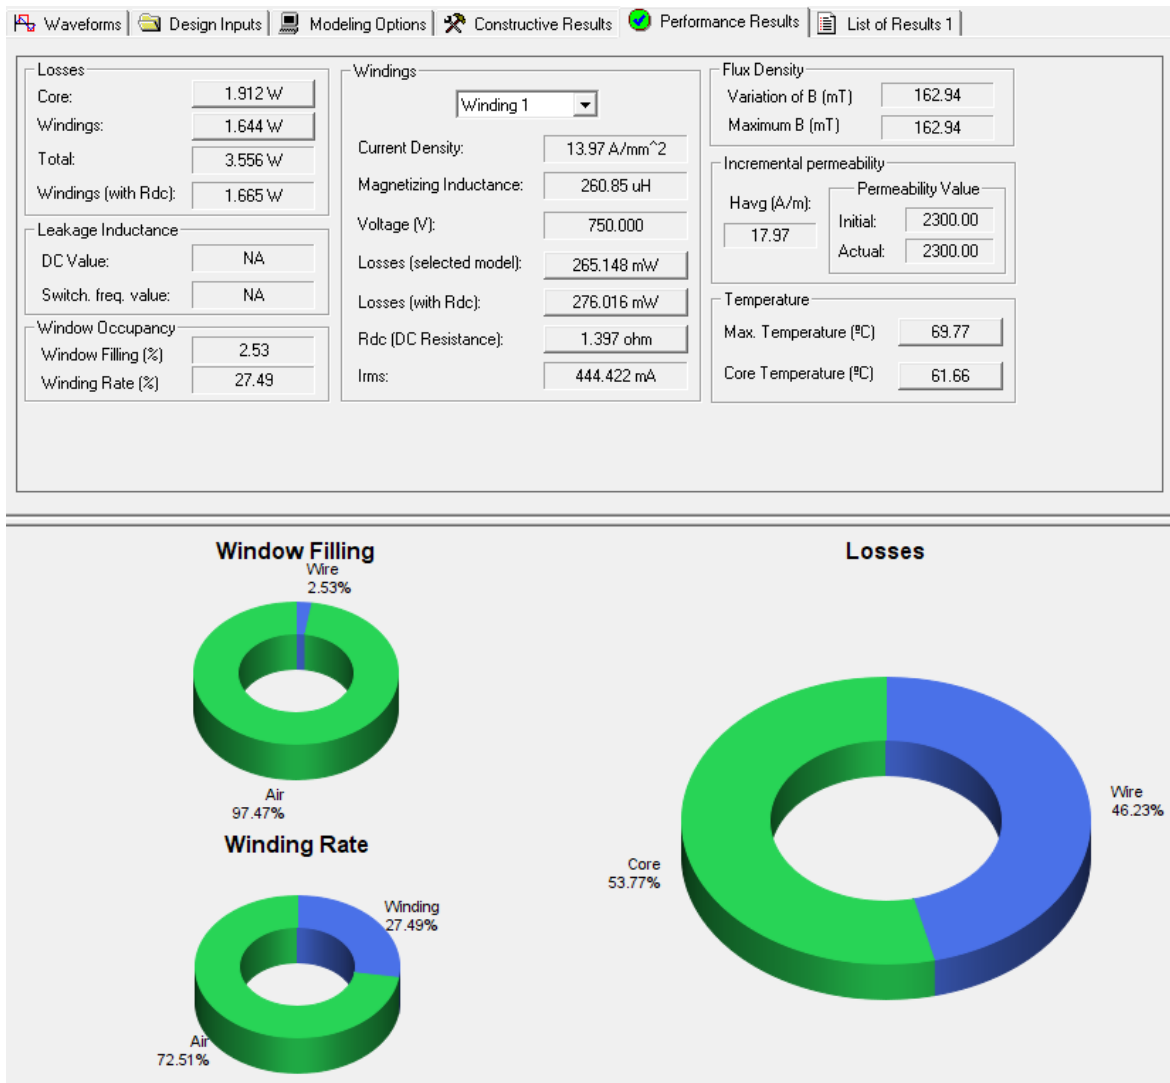 Waveforms Design Inputs Modeling Options Constructive Results Performance Results List of Results 1
Losses
Core: 1.912 W
Windings: 1.644 W
Total: 3.556 W
Windings (with Rdc): 1.665 W
Leakage Inductance
DC Value: NA
Switch. freq. value: NA
Window Occupancy
Window Filling (%) 2.53
Winding Rate (%) 27.49
Windings
Winding 1
Current Density: 13.97 A/mm^2
Magnetizing Inductance: 260.85 uH
Voltage (V): 750.000
Losses (selected model): 265.148 mW
Losses (with Rdc): 276.016 mW
Rdc (DC Resistance): 1.397 ohm
Irms: 444.422 mA
Flux Density
Variation of B (mT) 162.94
Maximum B (mT) 162.94
Incremental permeability
Havg (A/m):
17.97
Permeability Value
Initial: 2300.00
Actual: 2300.00
Temperature
Max. Temperature (ºC) 69.77
Core Temperature (ºC) 61.66
Window Filling
Wire
2.53%
Air
97.47%
Winding Rate
Winding
27.49%
Air
72.51%
Losses
Wire
46.23%
Core
53.77%